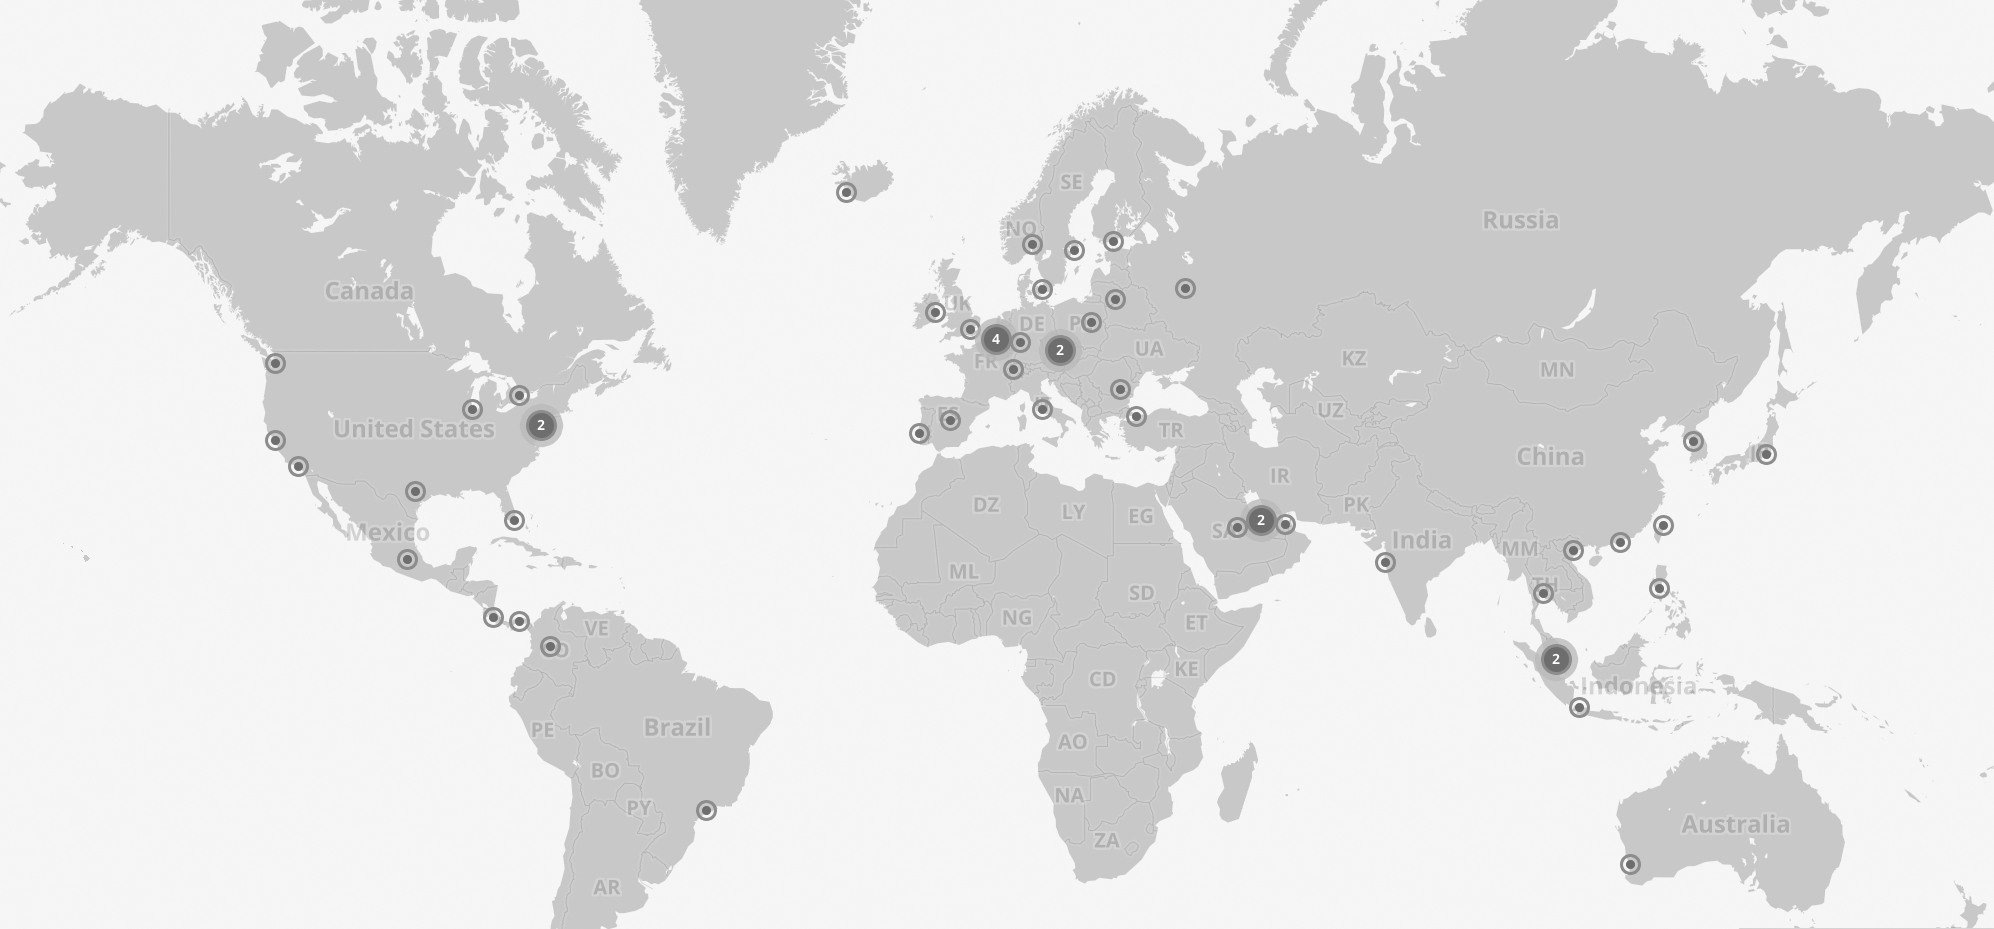 SE
NO
Russia
Canada
UK
DE
P
4
2
UA
FR
KZ
MN
ES
UZ
United States
2
TR
China
IR
DZ
LY
EG
SA
2
PK
Mexico
India
MM
ML
TH
SD
NG
ET
VE
CO
2
KE
CD
Indonesia
PE
Brazil
AO
BO
NA
PY
Australia
ZA
AR